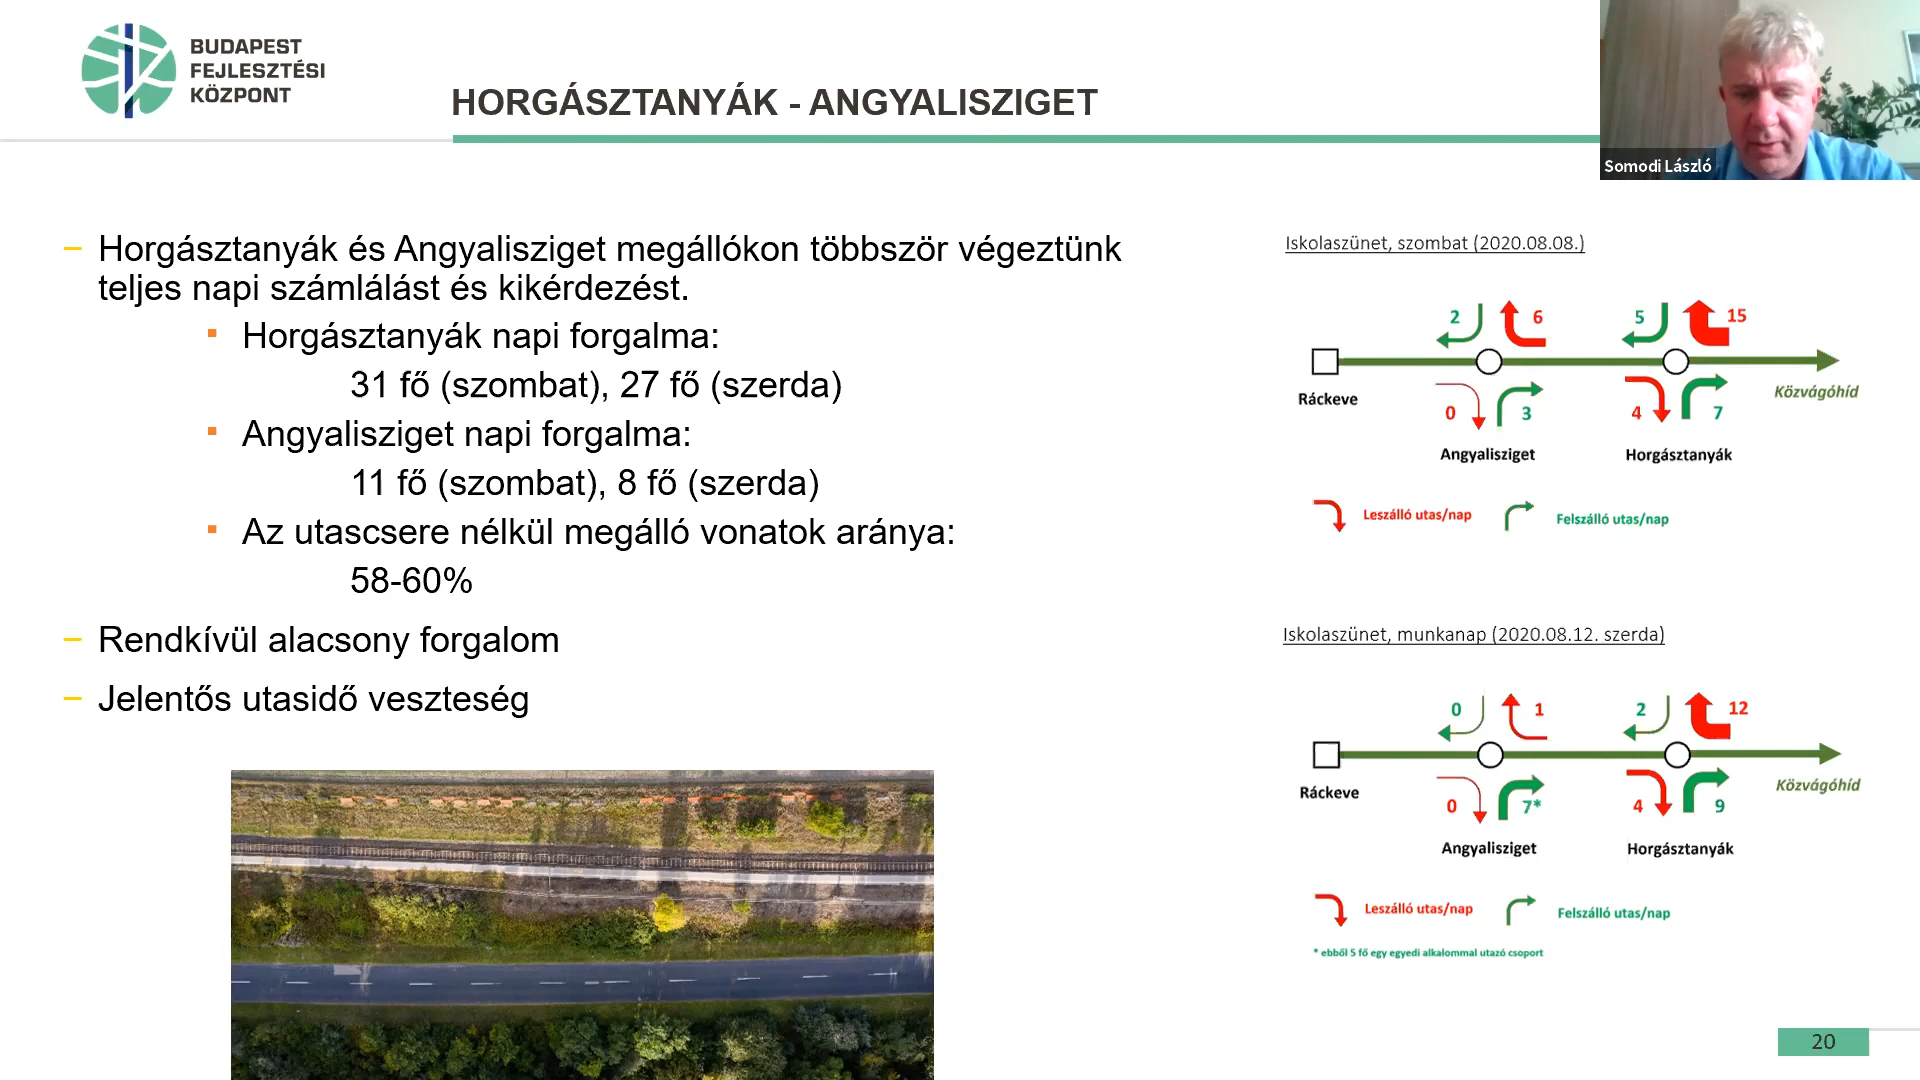 BUDAPEST
FEJLESZTÉSI
KÖZPONT
HORGÁSZTANYÁK - ANGYALISZIGET
Somodi László
– Horgásztanyák és Angyalisziget megállókon többször végeztünk
teljes napi számlálást és kikérdezést.
▪ Horgásztanyák napi forgalma:
31 fő (szombat), 27 fő (szerda)
▪ Angyalisziget napi forgalma:
11 fő (szombat), 8 fő (szerda)
▪ Az utascsere nélkül megálló vonatok aránya:
58-60%
– Rendkívül alacsony forgalom
– Jelentős utasidő veszteség
Iskolaszünet, szombat (2020.08.08.)
2 6 5 15
Ráckeve
Közvágóhíd
0 3 4 7
Angyalisziget Horgásztanyák
Leszálló utas/nap Felszálló utas/nap
Iskolaszünet, munkanap (2020.08.12. szerda)
0 1 2 12
Ráckeve
Közvágóhíd
0 7* 4 9
Angyalisziget Horgásztanyák
Leszálló utas/nap Felszálló utas/nap
* ebből 5 fő egy egyedi alkalommal utazó csoport
20